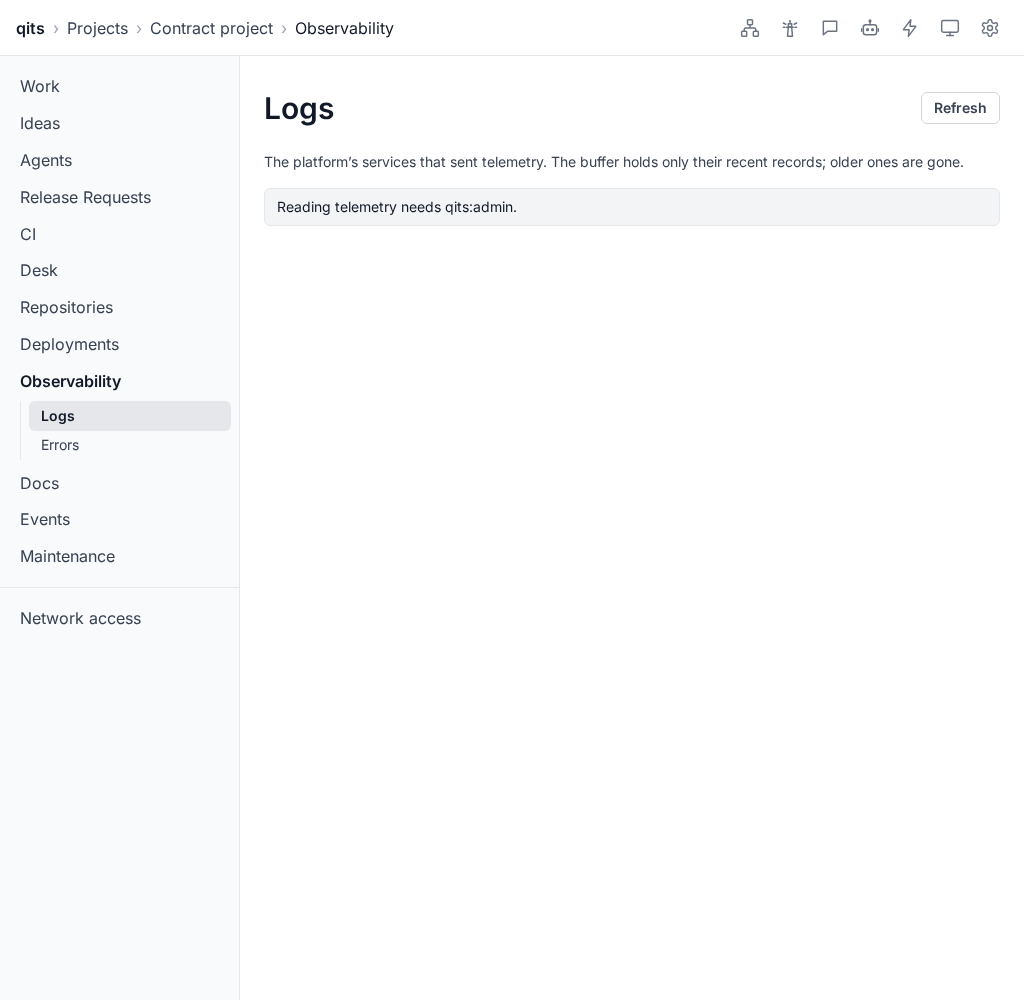 qits › Projects › Contract project › Observability
Work
Ideas
Agents
Release Requests
CI
Desk
Repositories
Deployments
Observability
Logs
Errors
Docs
Events
Maintenance
Network access
Logs
Refresh
The platform’s services that sent telemetry. The buffer holds only their recent records; older ones are gone.
Reading telemetry needs qits:admin.